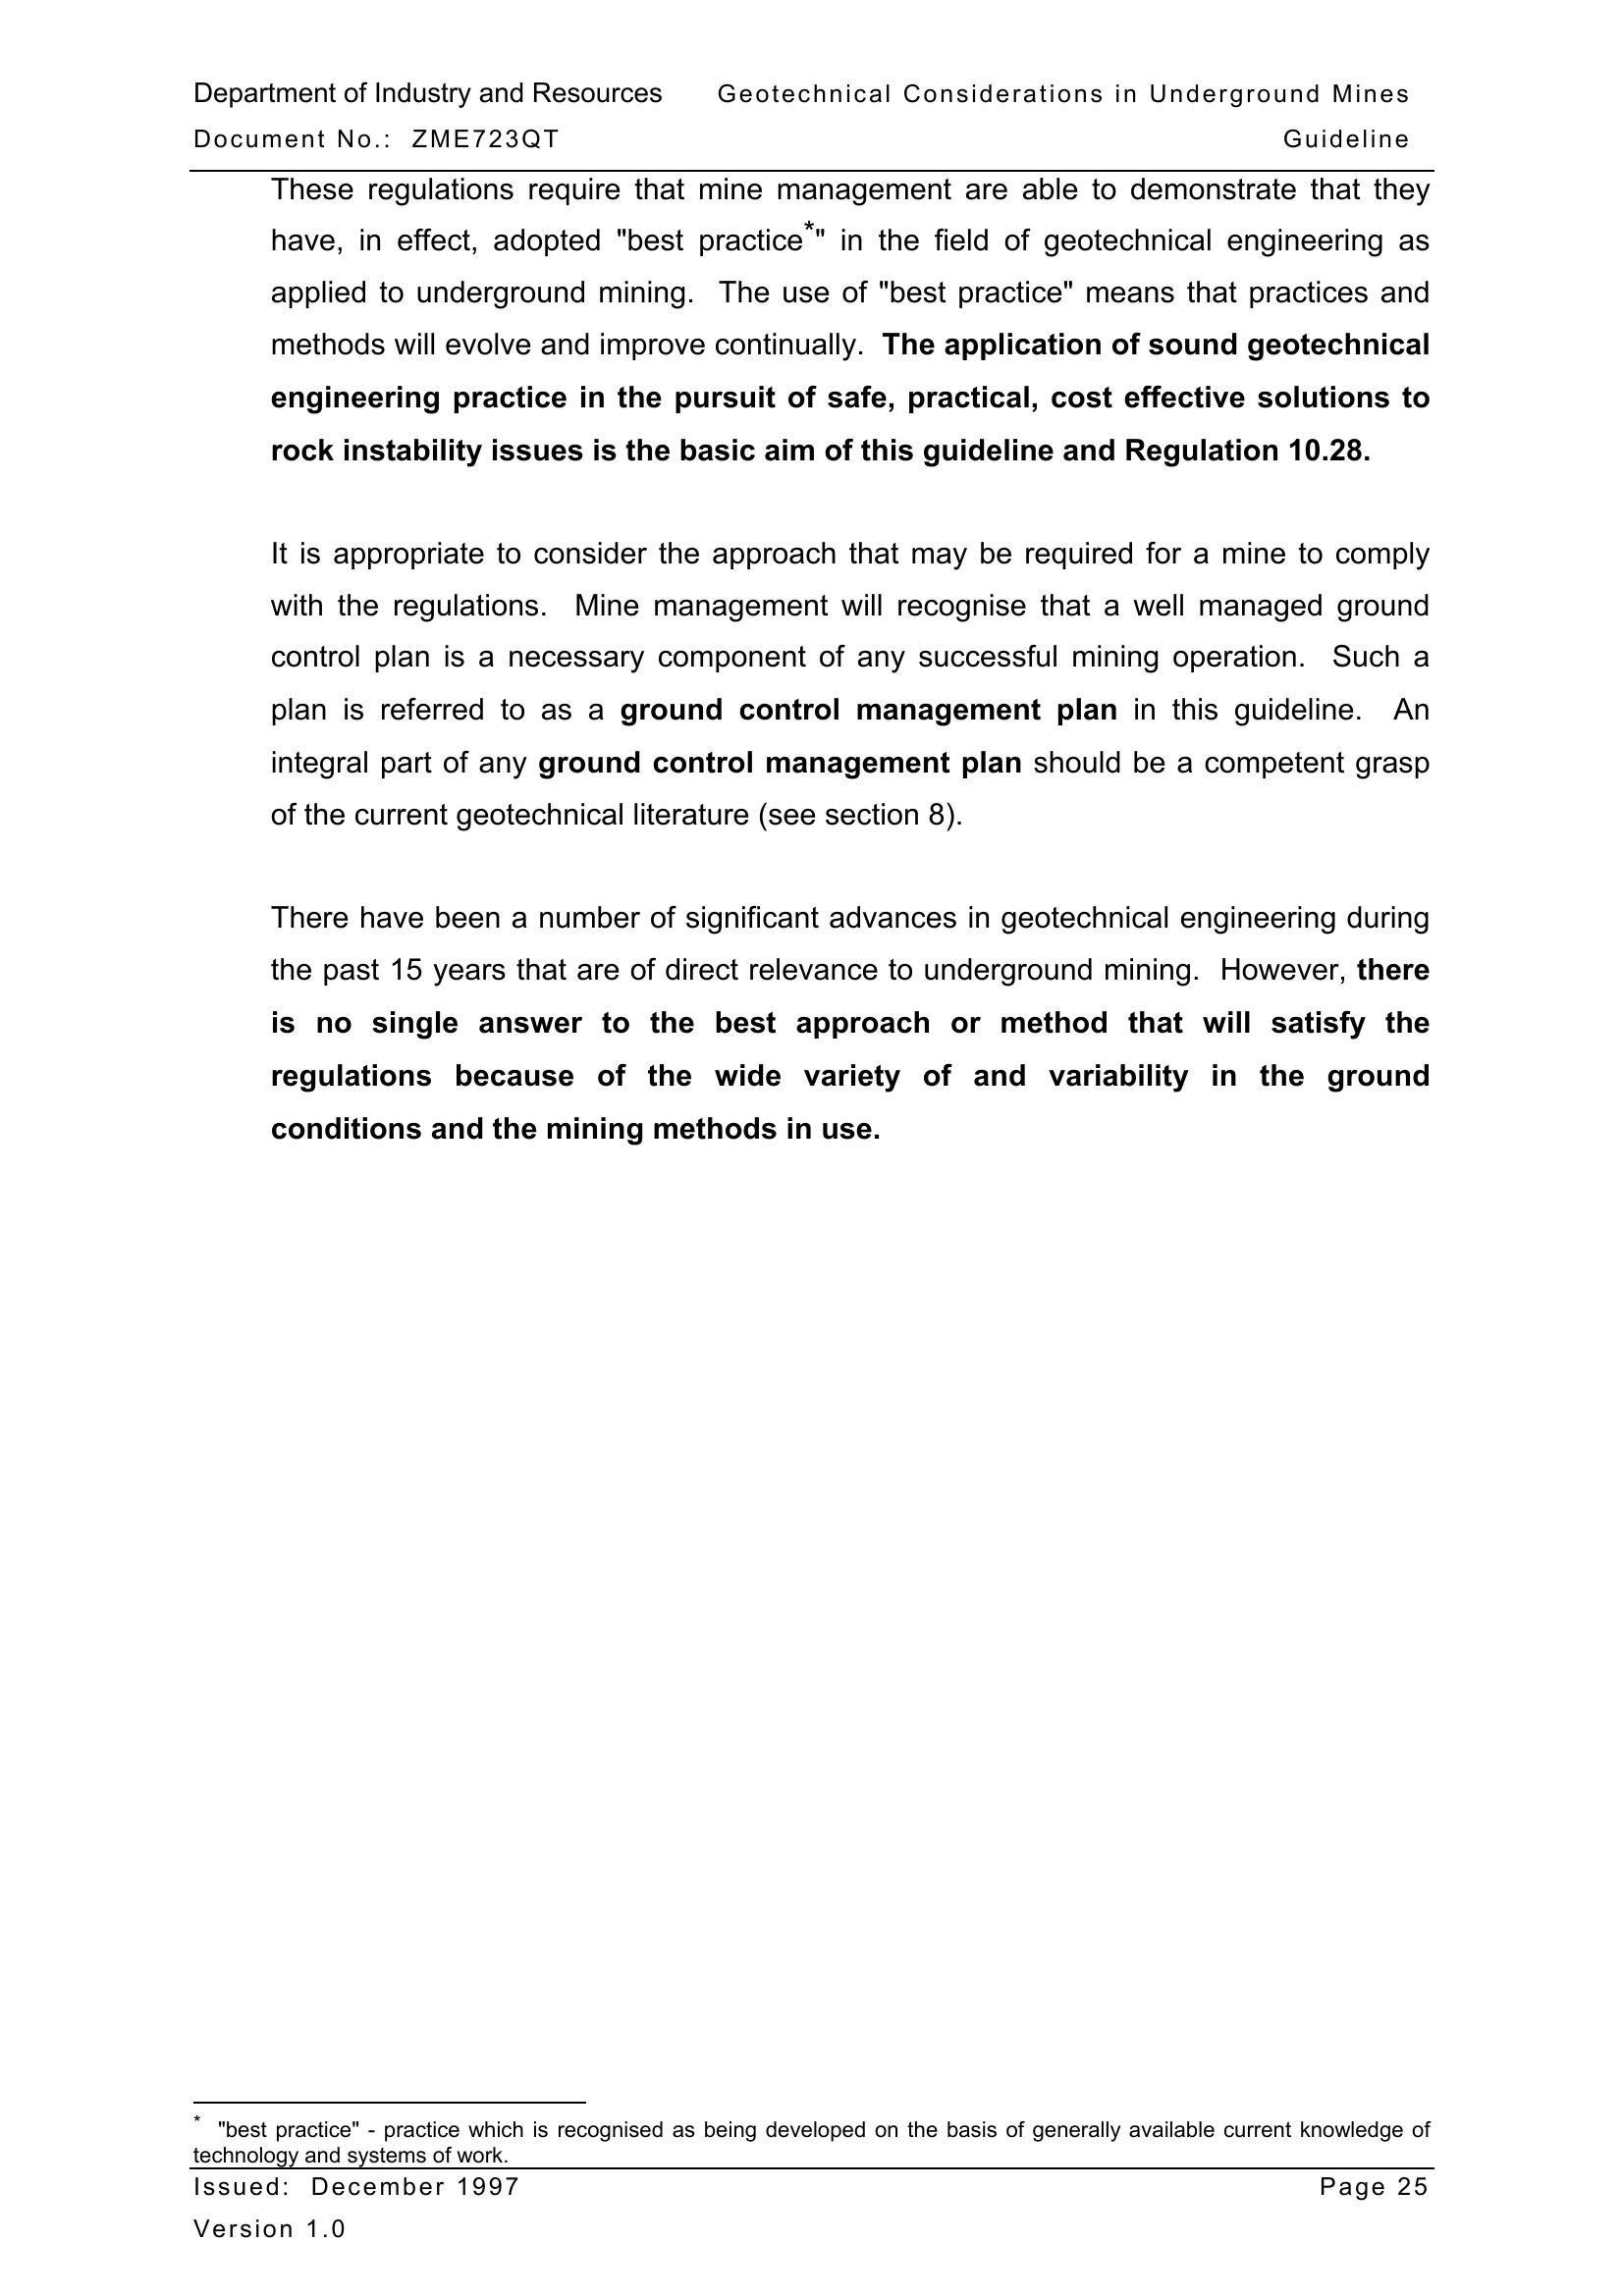 Department of Industry and Resources Geotechnical Considerations in Underground Mines
Document No.: ZME723QT Guideline
These regulations require that mine management are able to demonstrate that they
have, in effect, adopted "best practice*" in the field of geotechnical engineering as
applied to underground mining. The use of "best practice" means that practices and
methods will evolve and improve continually. The application of sound geotechnical
engineering practice in the pursuit of safe, practical, cost effective solutions to
rock instability issues is the basic aim of this guideline and Regulation 10.28.
It is appropriate to consider the approach that may be required for a mine to comply
with the regulations. Mine management will recognise that a well managed ground
control plan is a necessary component of any successful mining operation. Such a
plan is referred to as a ground control management plan in this guideline. An
integral part of any ground control management plan should be a competent grasp
of the current geotechnical literature (see section 8).
There have been a number of significant advances in geotechnical engineering during
the past 15 years that are of direct relevance to underground mining. However, there
is no single answer to the best approach or method that will satisfy the
regulations because of the wide variety of and variability in the ground
conditions and the mining methods in use.
* "best practice" - practice which is recognised as being developed on the basis of generally available current knowledge of
technology and systems of work.
Issued: December 1997 Page 25
Version 1.0